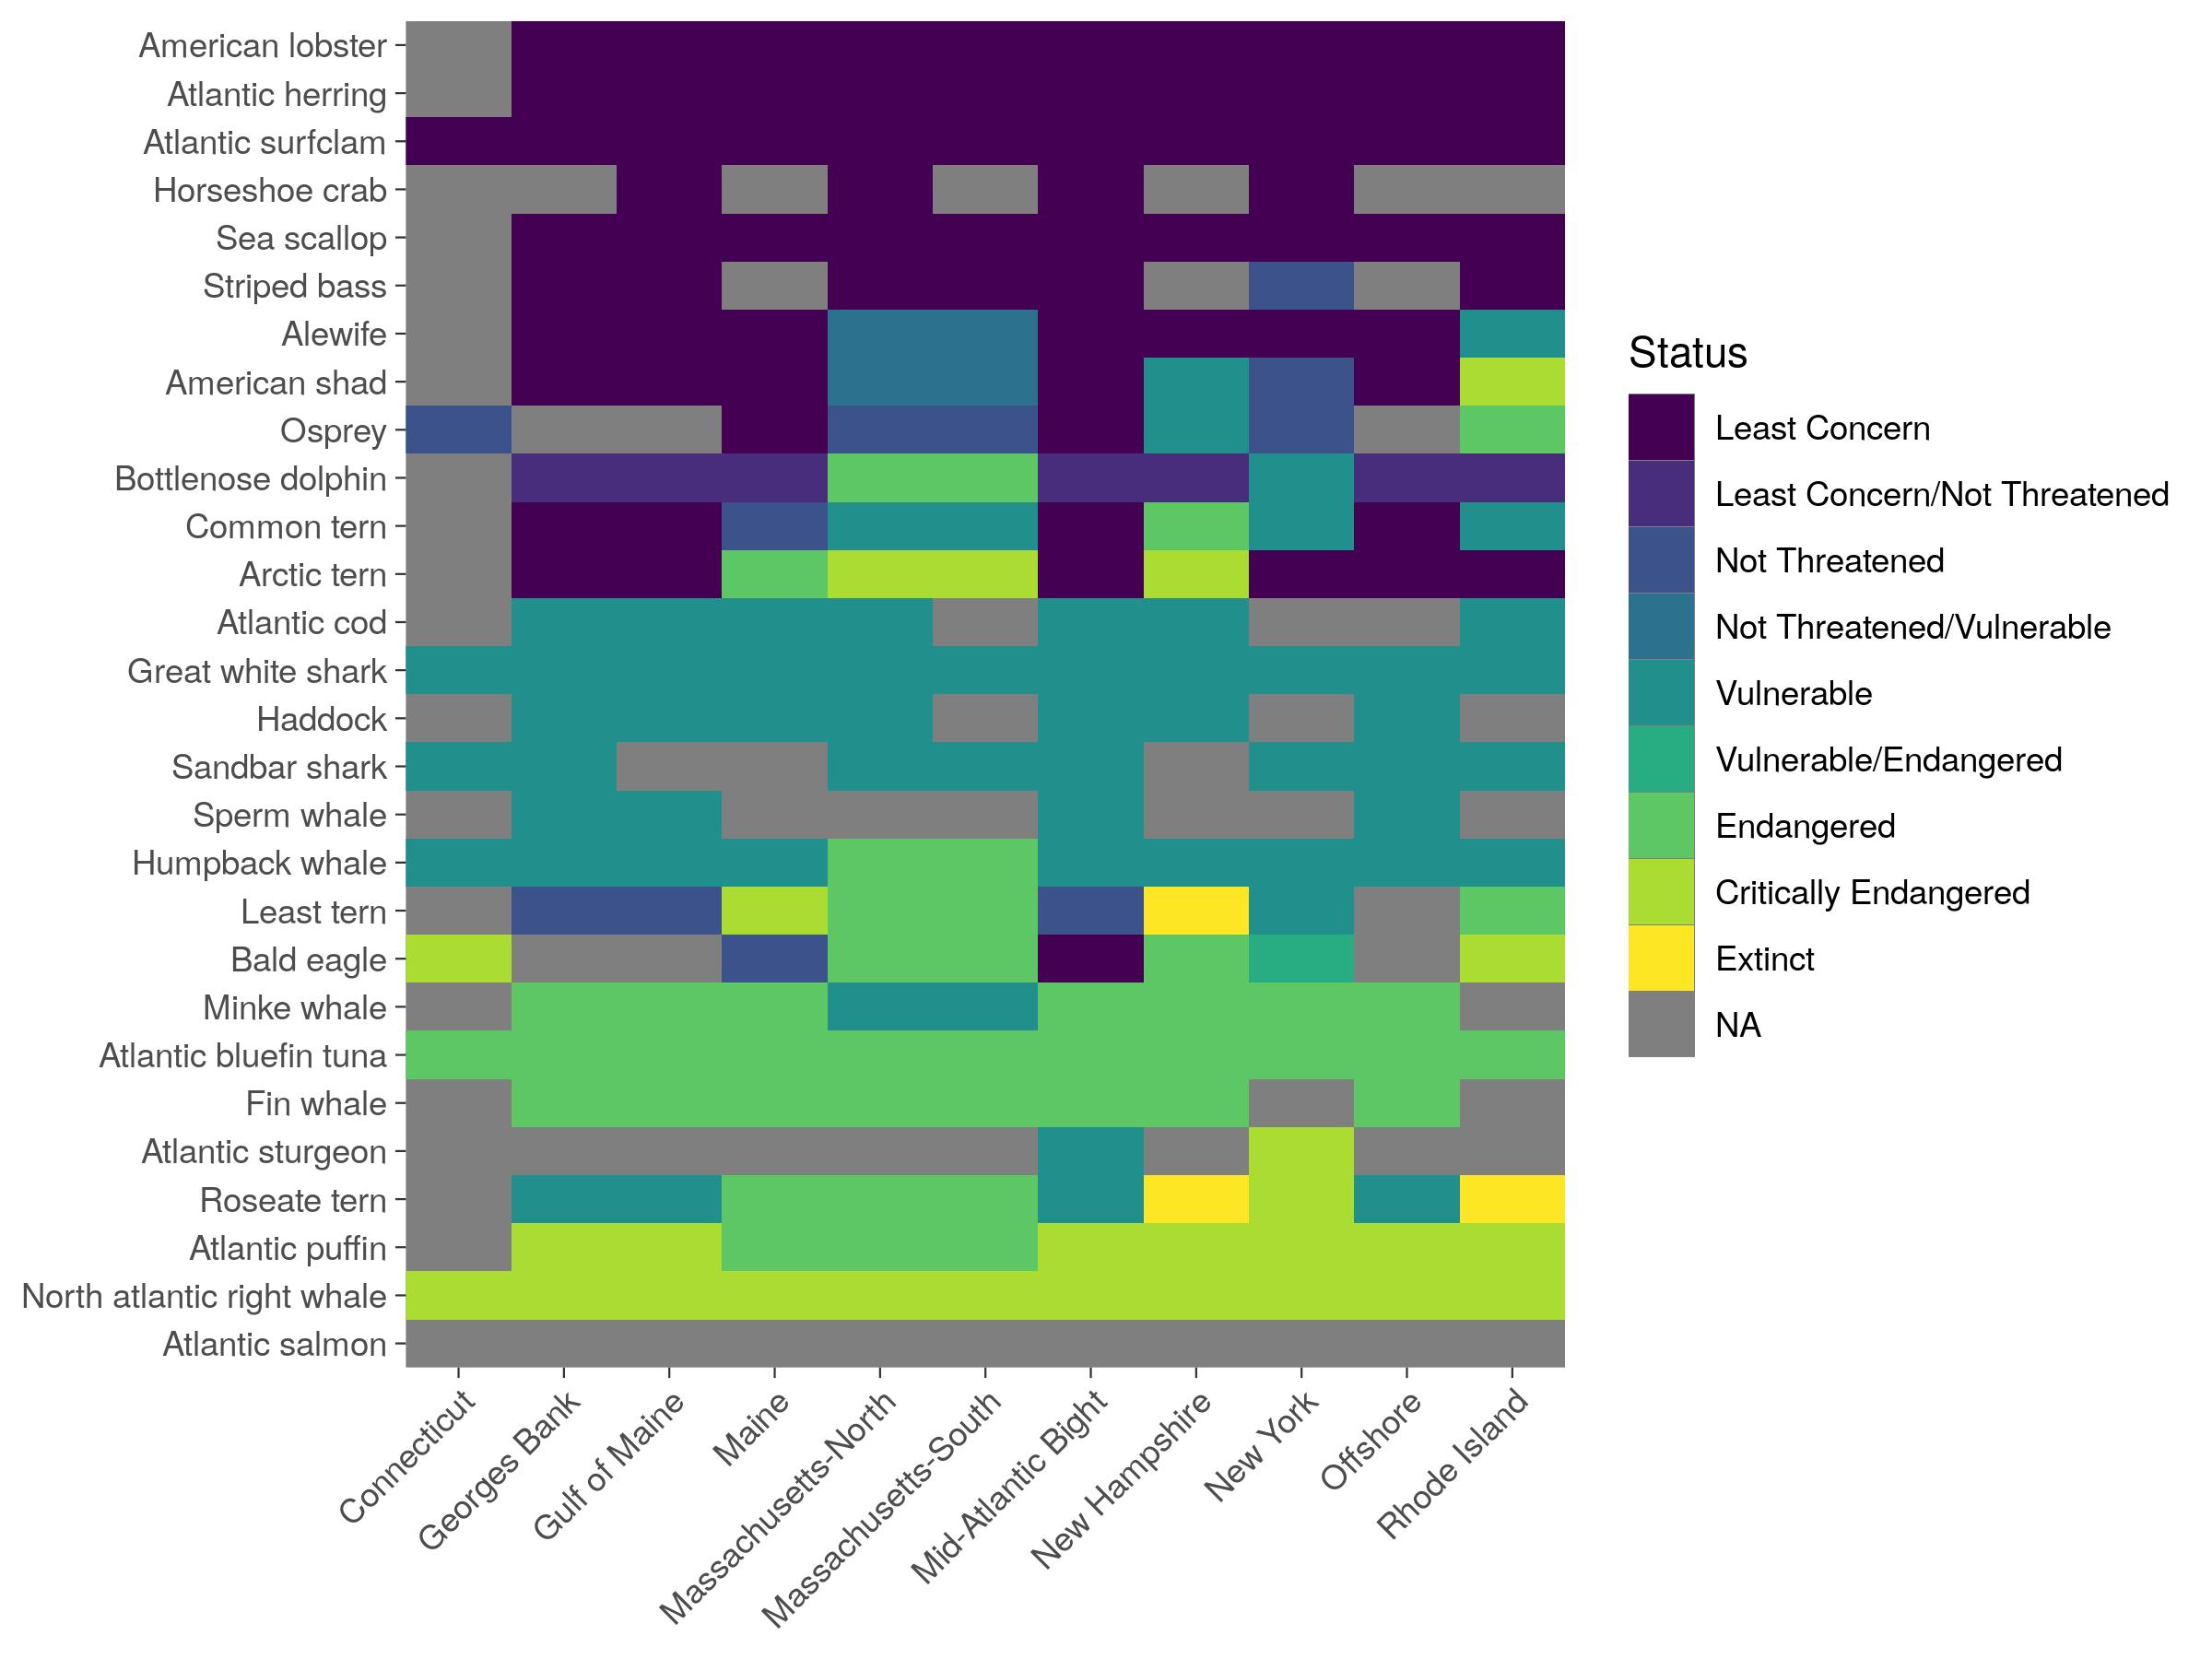 American lobster
Atlantic herring
Atlantic surfclam
Horseshoe crab
Sea scallop
Striped bass
Alewife
American shad
Osprey
Bottlenose dolphin
Common tern
Arctic tern
Atlantic cod
Great white shark
Haddock
Sandbar shark
Sperm whale
Humpback whale
Least tern
Bald eagle
Minke whale
Atlantic bluefin tuna
Fin whale
Atlantic sturgeon
Roseate tern
Atlantic puffin
North atlantic right whale
Atlantic salmon
Connecticut
Georges Bank
Gulf of Maine
Maine
Massachusetts-North
Massachusetts-South
Mid-Atlantic Bight
New Hampshire
New York
Offshore
Rhode Island
Status
Least Concern
Least Concern/Not Threatened
Not Threatened
Not Threatened/Vulnerable
Vulnerable
Vulnerable/Endangered
Endangered
Critically Endangered
Extinct
NA